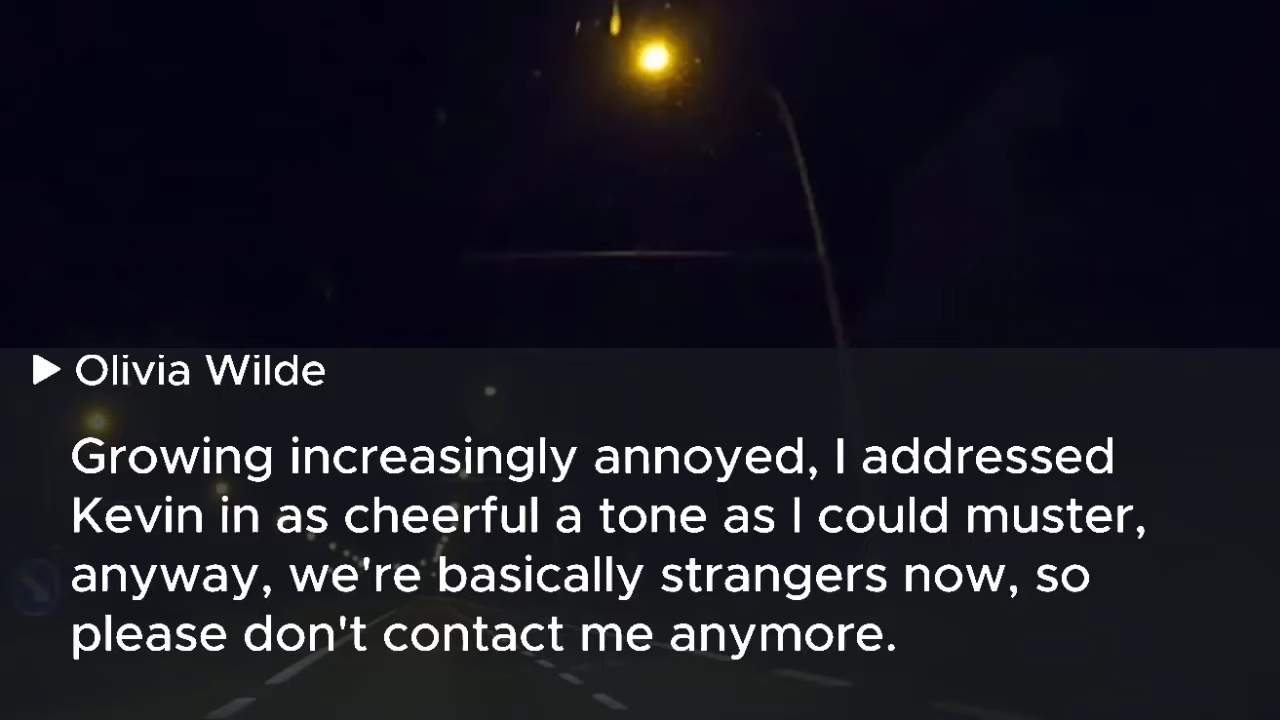 Olivia Wilde
Growing increasingly annoyed, I addressed
Kevin in as cheerful a tone as I could muster,
anyway, we're basically strangers now, so
please don't contact me anymore.